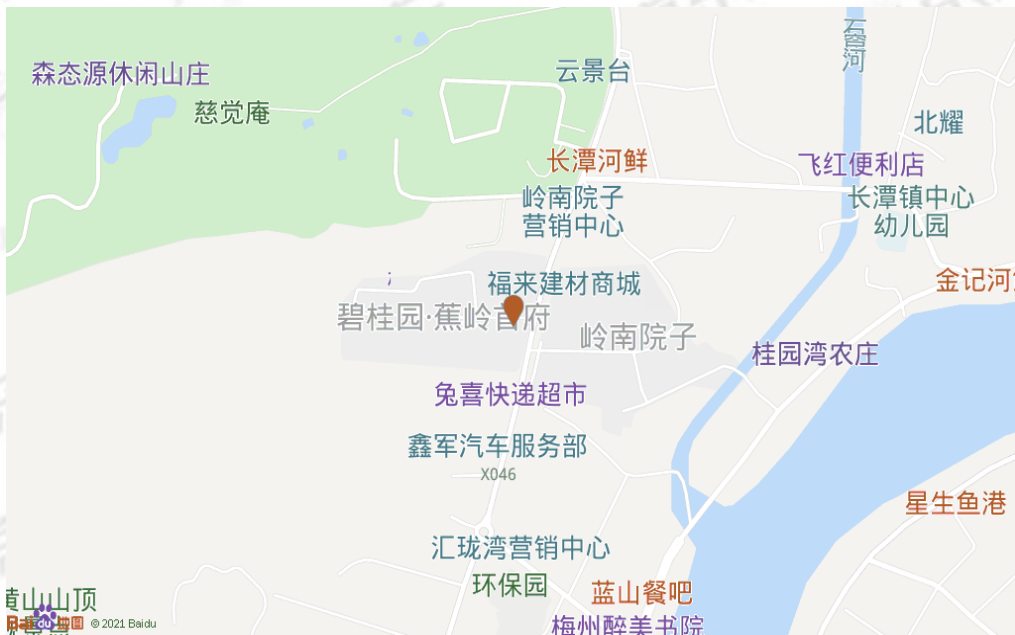 石窟河
云景台
森态源休闲山庄
慈觉庵
北耀
长潭河鲜
飞红便利店
岭南院子
营销中心
长潭镇中心
幼儿园
福来建材商城
金记河
碧桂园·蕉岭首府
岭南院子
桂园湾农庄
兔喜快递超市
鑫军汽车服务部
X046
星生鱼港
汇珑湾营销中心
环保园
蓝山餐吧
黄山山顶
梅州醉美书院
© 2021 Baidu